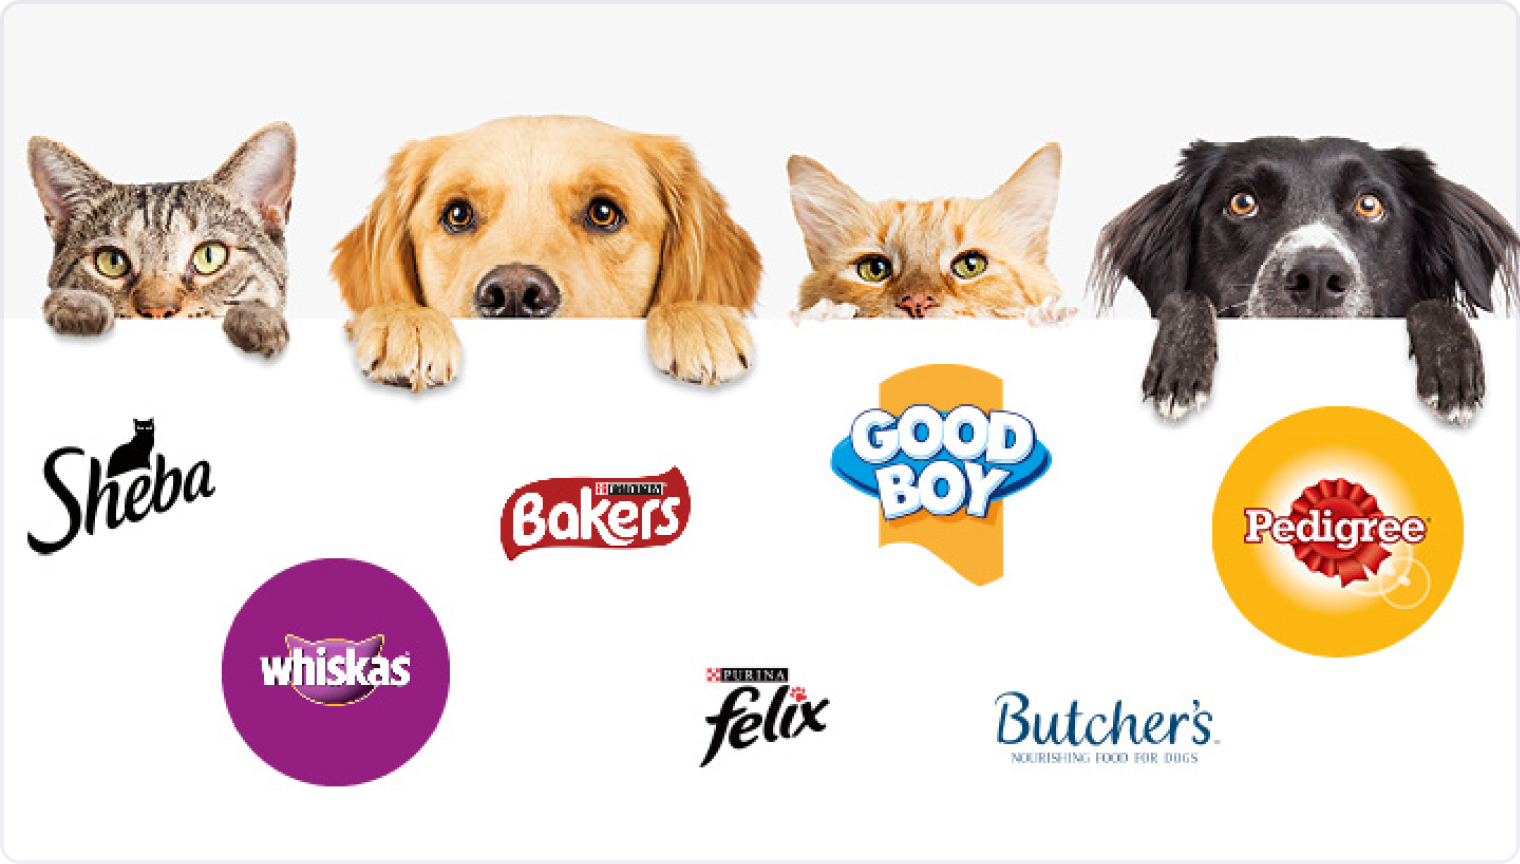 Sheba
PURINA
Bakers
GOOD
BOY
Pedigree
whiskas
PURINA
felix
Butcher's
NOURISHING FOOD FOR DOGS